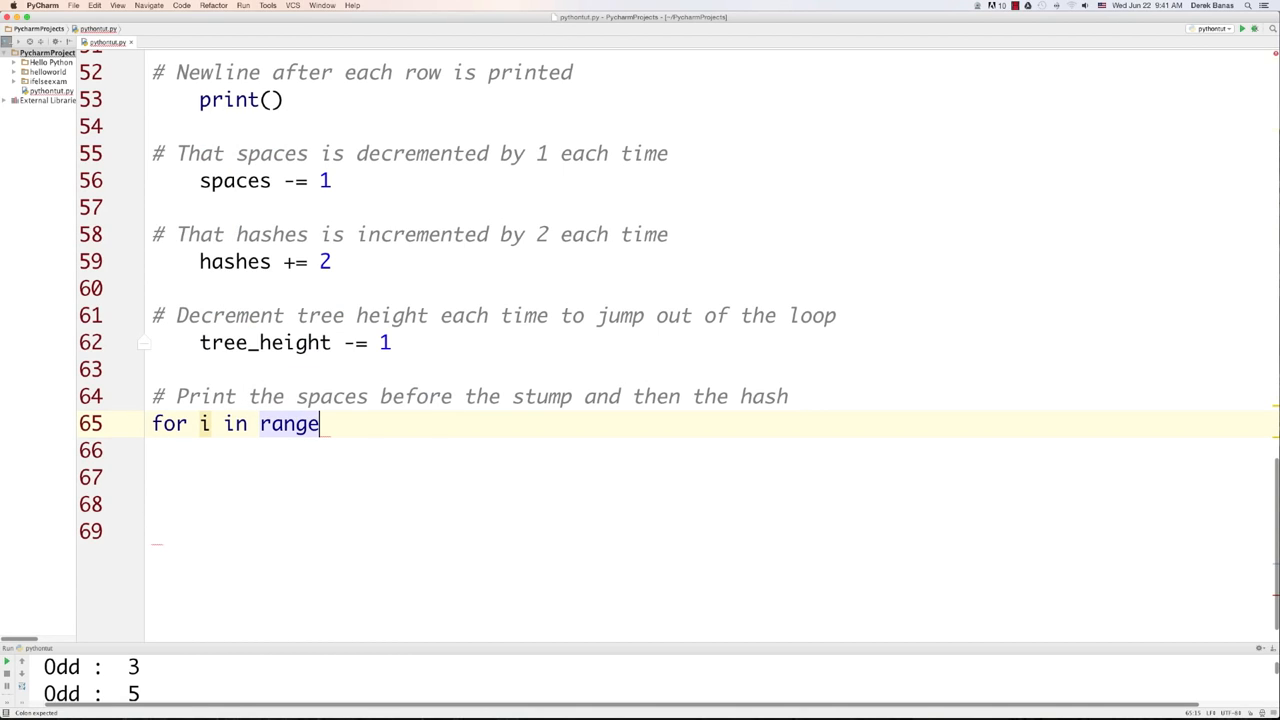 PyCharm File Edit View Navigate Code Refactor Run Tools VCS Window Help
10 Wed Jun 22 9:41 AM Derek Banas
pythontut.py - PycharmProjects - [~/PycharmProjects]
PycharmProjects pythontut.py
pythontut
pythontut.py
PycharmProject
Hello Python
helloworld
ifelseexam
pythontut.py
External Librarie
51
52 # Newline after each row is printed
53 print()
54
55 # That spaces is decremented by 1 each time
56 spaces -= 1
57
58 # That hashes is incremented by 2 each time
59 hashes += 2
60
61 # Decrement tree height each time to jump out of the loop
62 tree_height -= 1
63
64 # Print the spaces before the stump and then the hash
65 for i in range
66
67
68
69
Run pythontut
Odd : 3
Odd : 5
Colon expected
65:15 LF‡ UTF-8‡